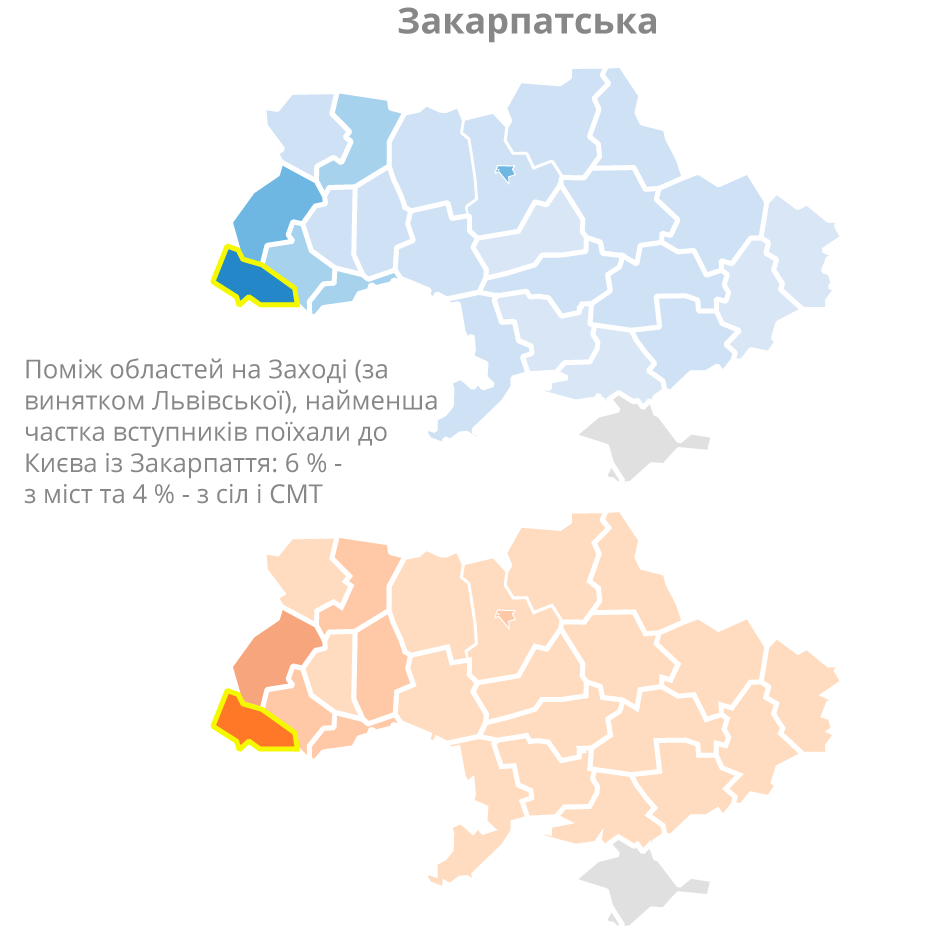 Закарпатська
Поміж областей на Заході (за
винятком Львівської), найменша
частка вступників поїхали до
Києва із Закарпаття: 6 % -
з міст та 4 % - з сіл і СМТ